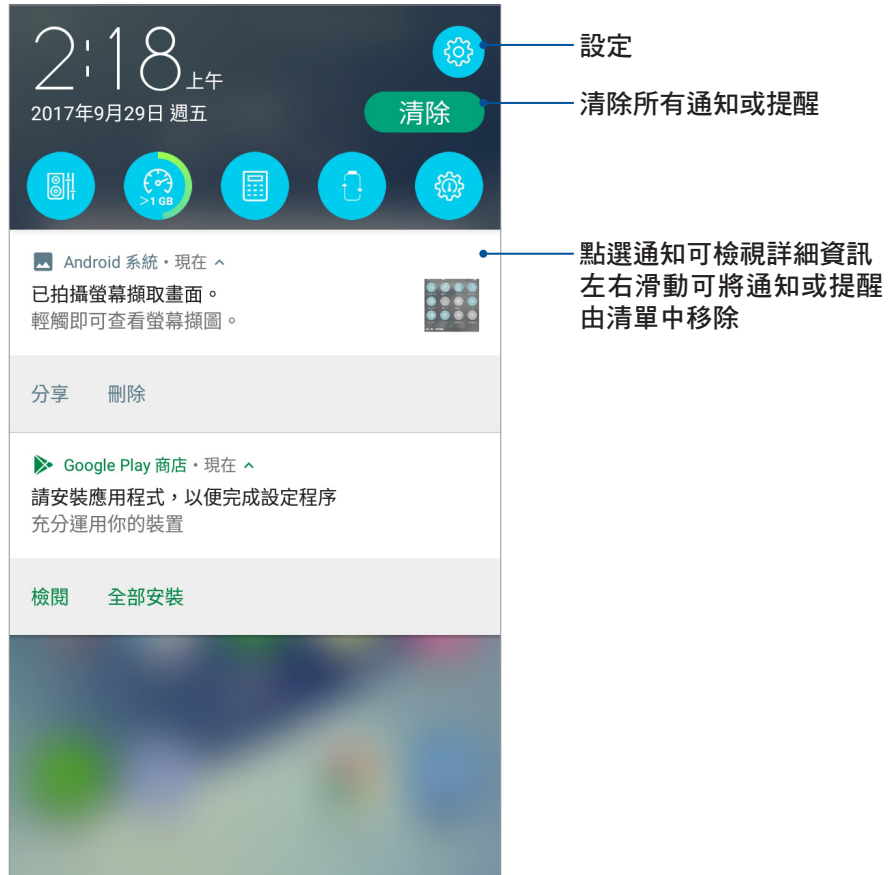 2:18上午
設定
2017年9月29日 週五
清除
清除所有通知或提醒
>1 GB
Android 系統・現在
已拍攝螢幕擷取畫面。
輕觸即可查看螢幕擷圖。
點選通知可檢視詳細資訊
左右滑動可將通知或提醒
由清單中移除
分享 刪除
Google Play 商店・現在
請安裝應用程式，以便完成設定程序
充分運用你的裝置
檢閱 全部安裝